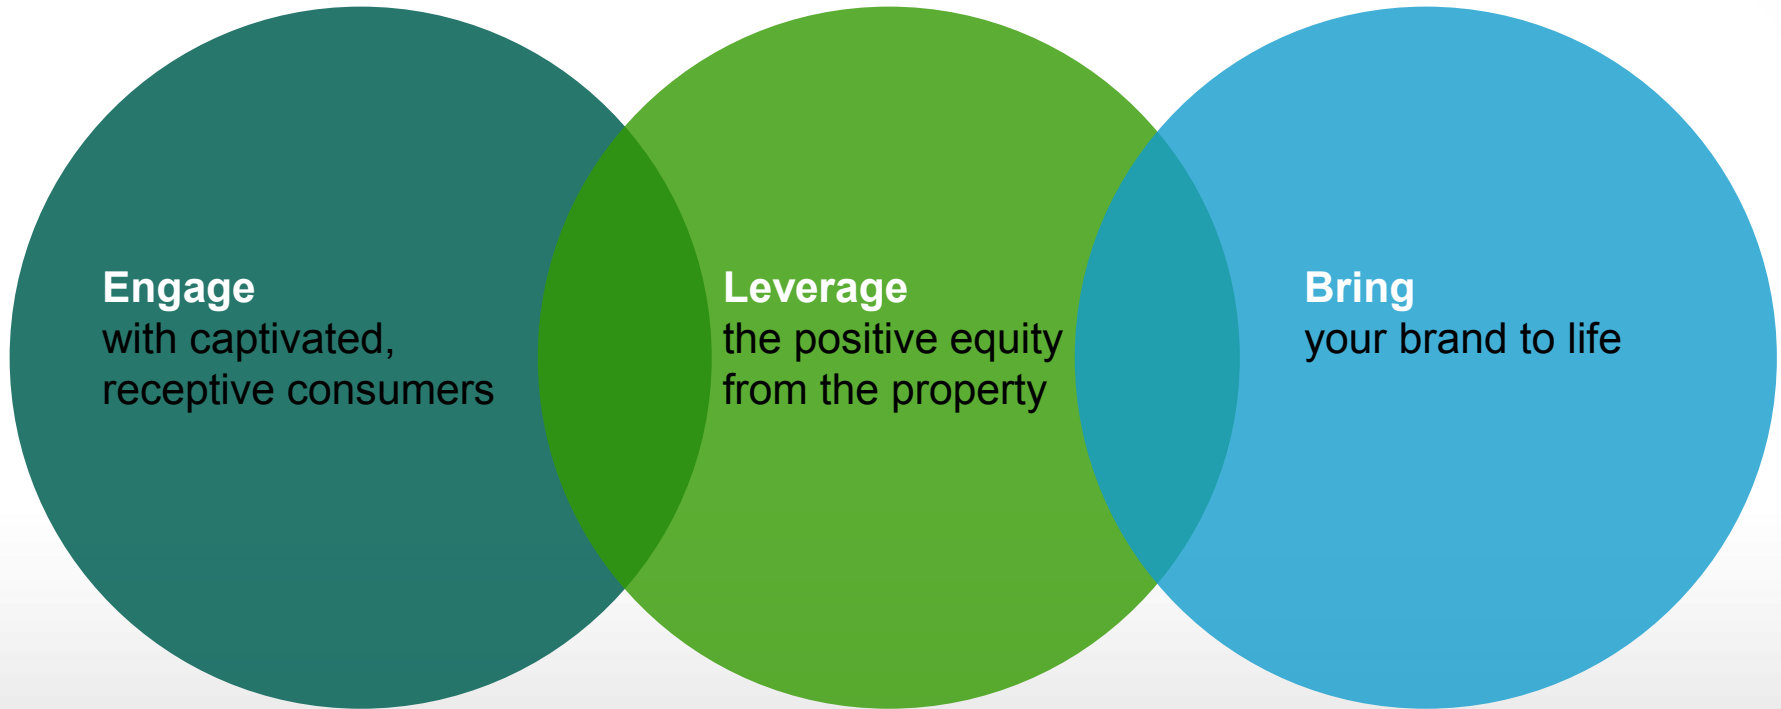 Engage
with captivated,
receptive consumers
Leverage
the positive equity
from the property
Bring
your brand to life